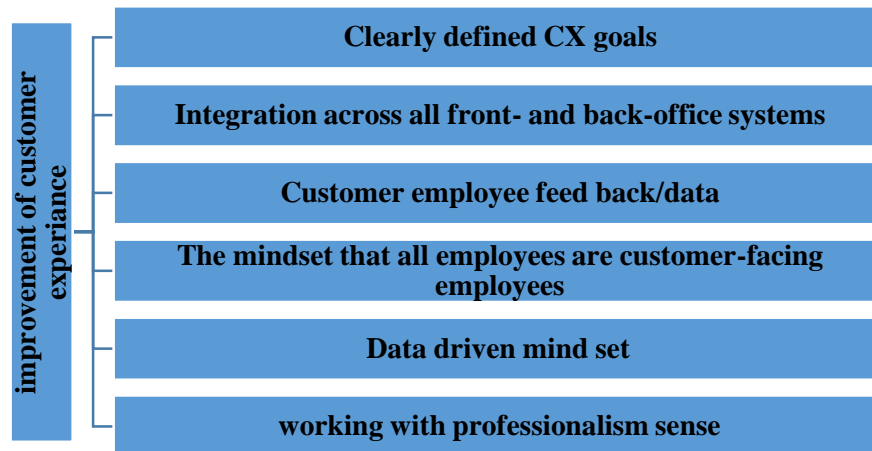 improvement of customer
experiance
Clearly defined CX goals
Integration across all front- and back-office systems
Customer employee feed back/data
The mindset that all employees are customer-facing
employees
Data driven mind set
working with professionalism sense